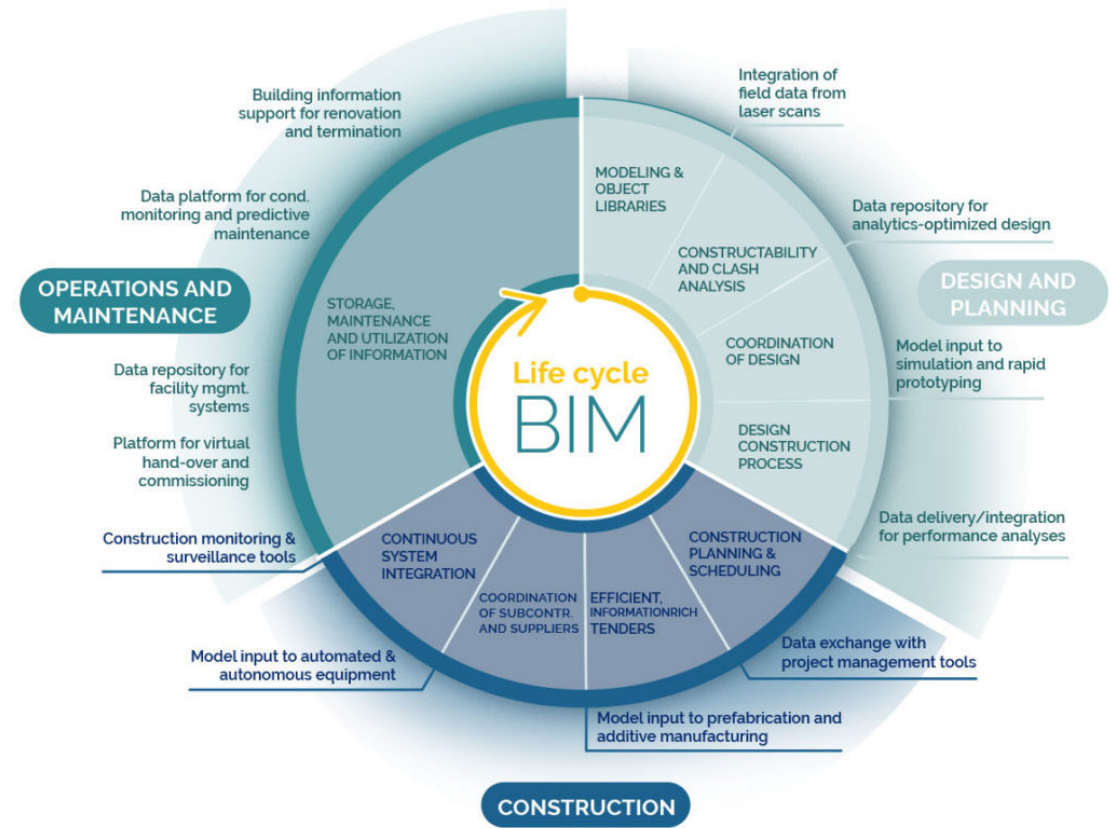 Building information
support for renovation
and termination
Data platform for cond.
monitoring and predictive
maintenance
OPERATIONS AND
MAINTENANCE
Data repository for
facility mgmt.
systems
Platform for virtual
hand-over and
commissioning
STORAGE,
MAINTENANCE
AND UTILIZATION
OF INFORMATION
Life cycle
BIM
MODELING &
OBJECT
LIBRARIES
CONSTRUCTABILITY
AND CLASH
ANALYSIS
COORDINATION
OF DESIGN
DESIGN
CONSTRUCTION
PROCESS
Integration of
field data from
laser scans
Data repository for
analytics-optimized design
DESIGN AND
PLANNING
Model input to
simulation and rapid
prototyping
Data delivery/integration
for performance analyses
CONSTRUCTION
PLANNING &
SCHEDULING
EFFICIENT,
INFORMATIONRICH
TENDERS
COORDINATION
OF SUBCONTR.
AND SUPPLIERS
CONTINUOUS
SYSTEM
INTEGRATION
Construction monitoring &
surveillance tools
Model input to automated &
autonomous equipment
Data exchange with
project management tools
Model input to prefabrication and
additive manufacturing
CONSTRUCTION